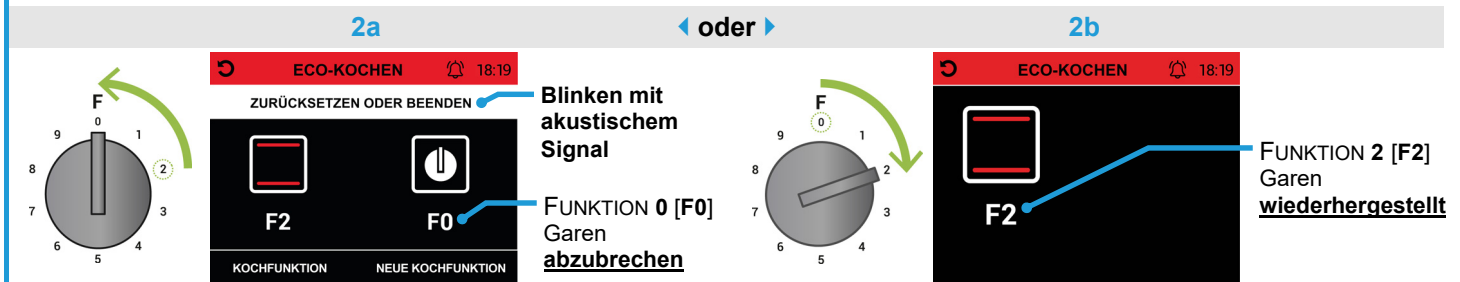 2a
oder
2b
F
0
1
2
3
4
5
6
7
8
9
ECO-KOCHEN 18:19
ZURÜCKSETZEN ODER BEENDEN
F2 F0
KOCHFUNKTION NEUE KOCHFUNKTION
Blinken mit
akustischem
Signal
FUNKTION 0 [F0]
Garen
abzubrechen
F
0
1
2
3
4
5
6
7
8
9
ECO-KOCHEN 18:19
F2
FUNKTION 2 [F2]
Garen
wiederhergestellt